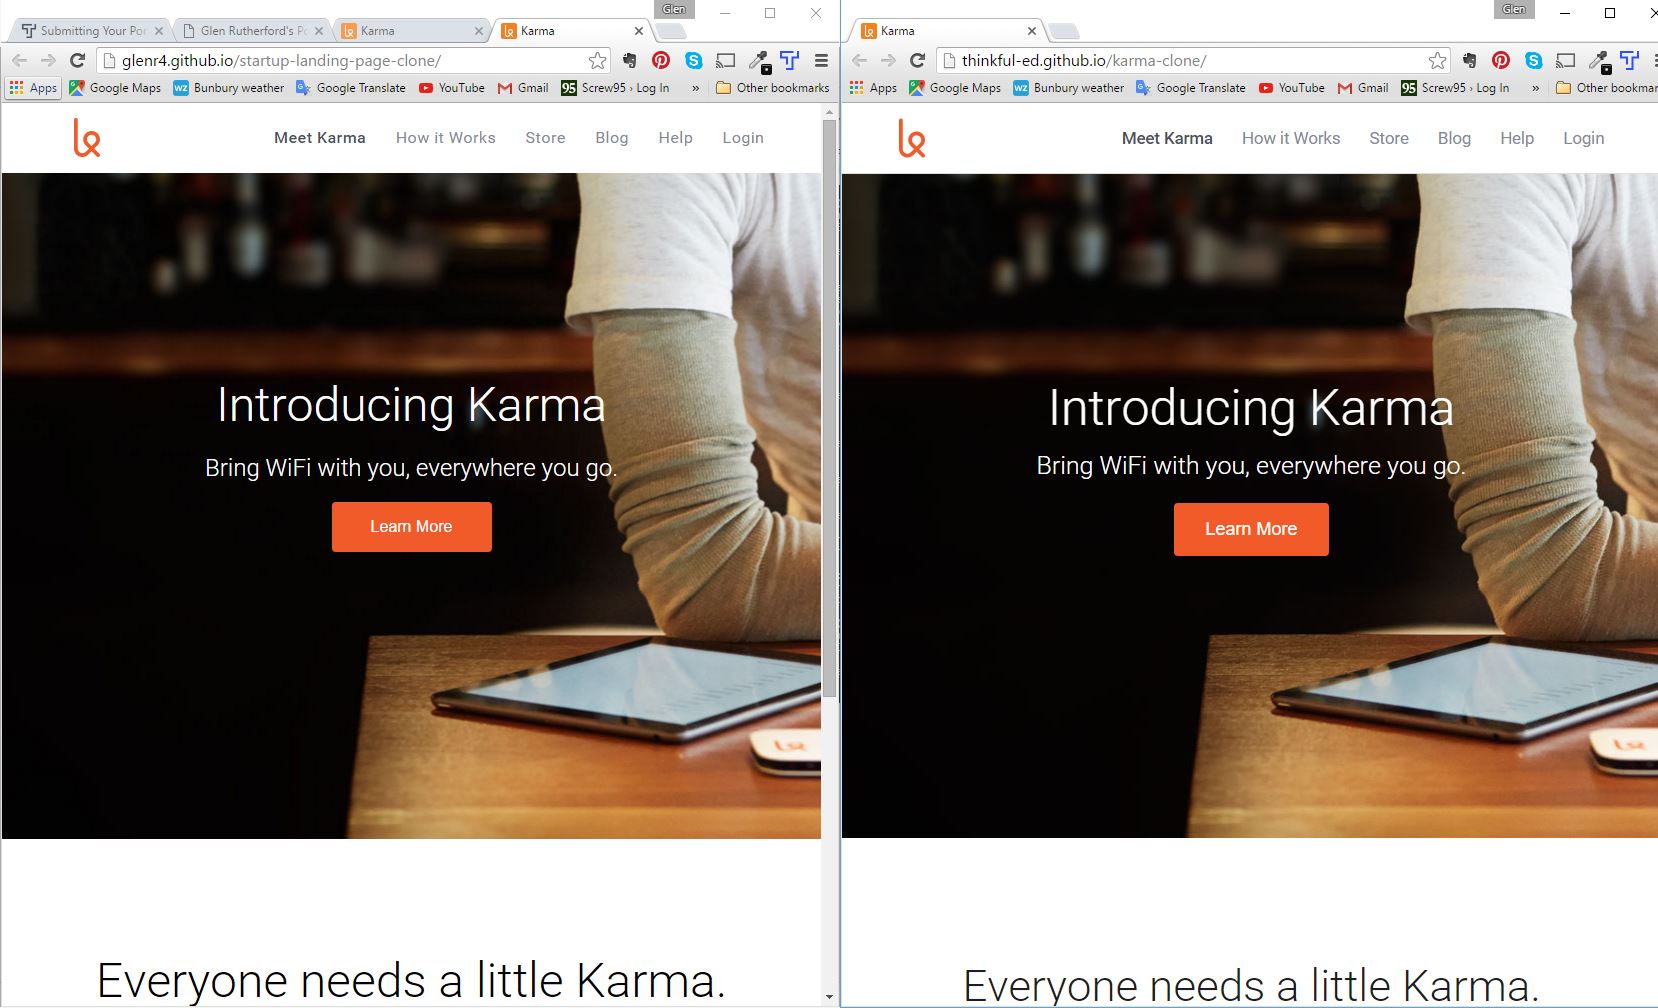 Glen
Submitting Your Por
Glen Rutherford's Po
Karma
Karma
glenr4.github.io/startup-landing-page-clone/
Apps Google Maps Bunbury weather Google Translate YouTube Gmail 95 Screw95 › Log In » Other bookmarks
Meet Karma How it Works Store Blog Help Login
Introducing Karma
Bring WiFi with you, everywhere you go.
Learn More
Everyone needs a little Karma.
Glen
Karma
thinkful-ed.github.io/karma-clone/
Apps Google Maps Bunbury weather Google Translate YouTube Gmail 95 Screw95 › Log In » Other bookmar
Meet Karma How it Works Store Blog Help Login
Introducing Karma
Bring WiFi with you, everywhere you go.
Learn More
Everyone needs a little Karma.